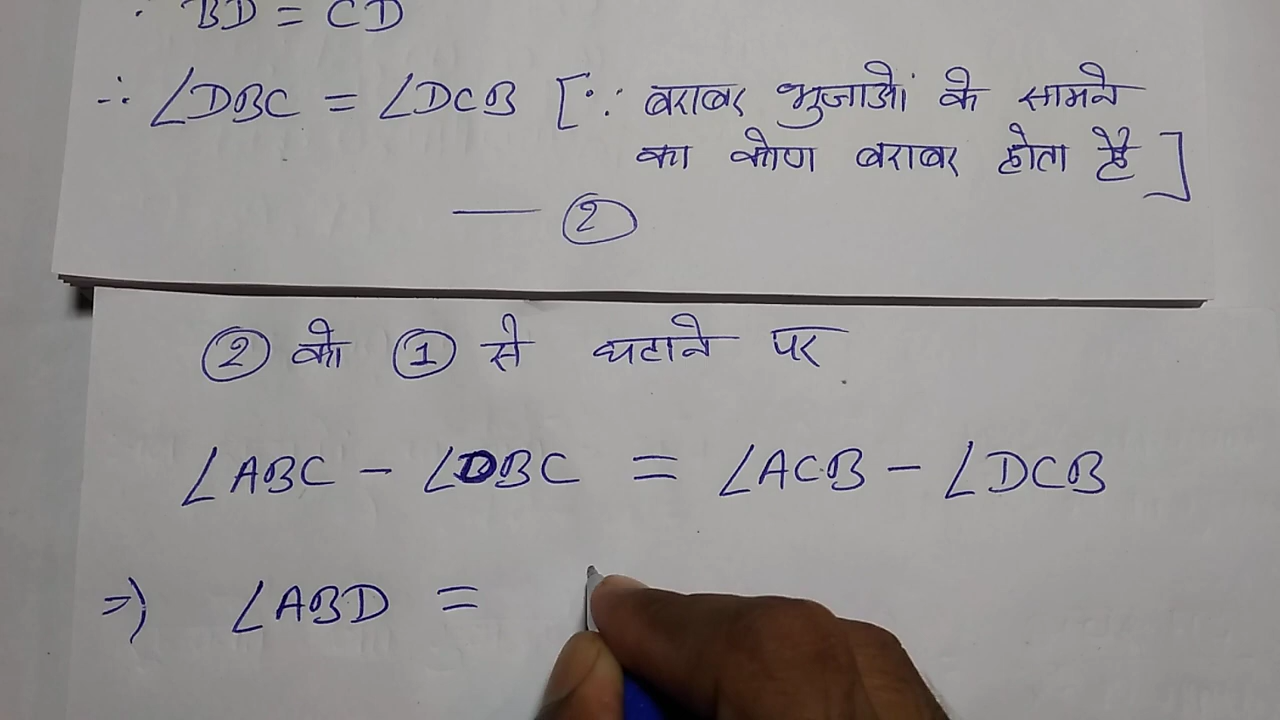 ∵ BD = CD
∴ ∠DBC = ∠DCB [∵ बराबर भुजाओं के सामने
का कोण बराबर होता है]
— ②
② को ① से घटाने पर
∠ABC - ∠DBC = ∠ACB - ∠DCB
⇒ ∠ABD =